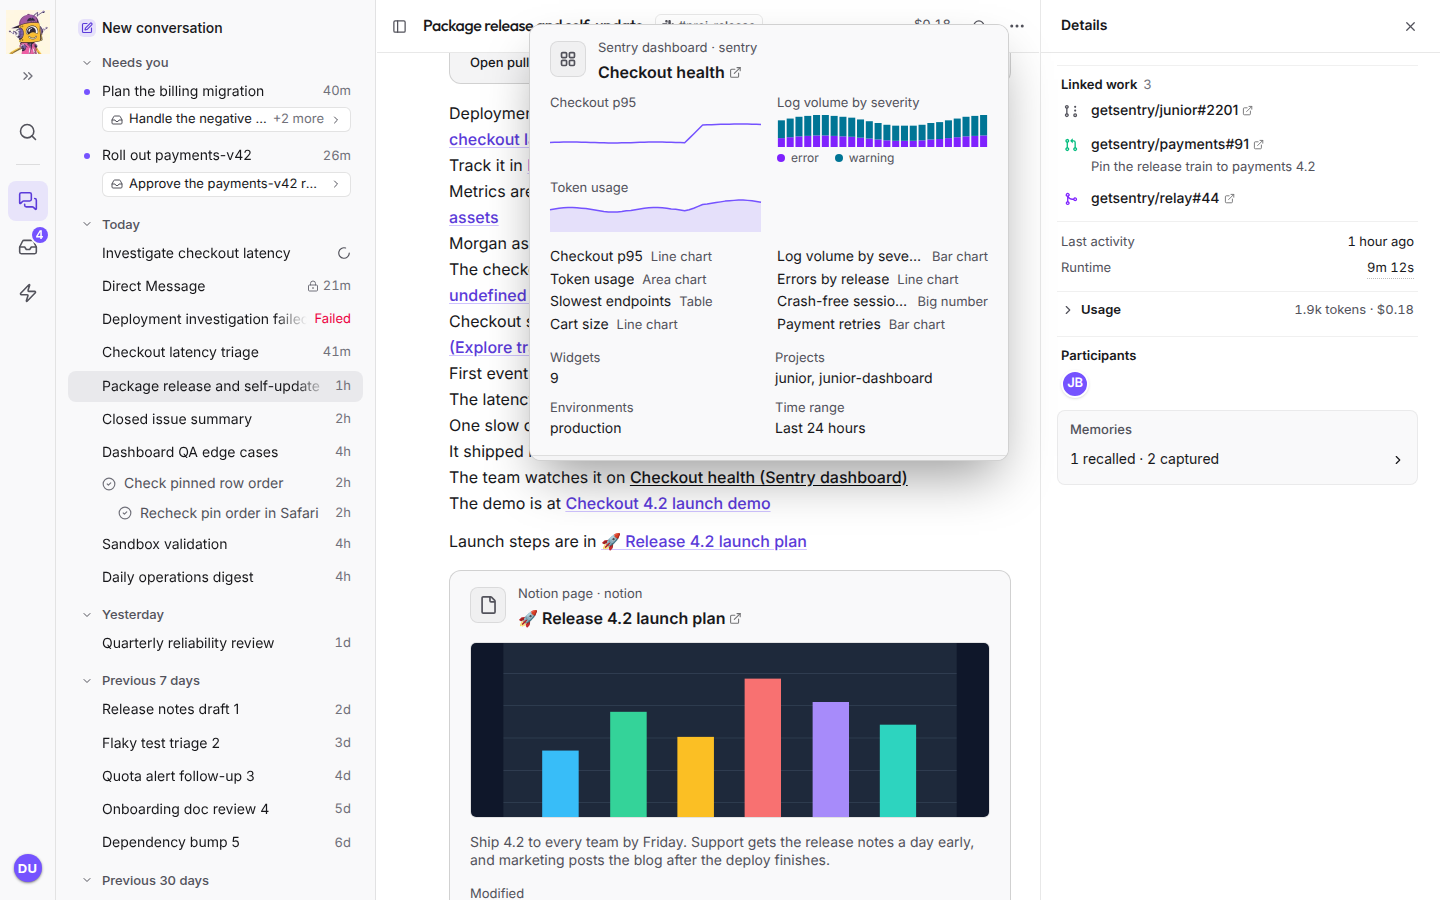 New conversation
Needs you
Plan the billing migration 40m
Handle the negative ... +2 more
Roll out payments-v42 26m
Approve the payments-v42 r...
4
Today
Investigate checkout latency
Direct Message 21m
Deployment investigation failed Failed
Checkout latency triage 41m
Package release and self-update 1h
Closed issue summary 2h
Dashboard QA edge cases 4h
Check pinned row order 2h
Recheck pin order in Safari 2h
Sandbox validation 4h
Daily operations digest 4h
Yesterday
Quarterly reliability review 1d
Previous 7 days
Release notes draft 1 2d
Flaky test triage 2 3d
Quota alert follow-up 3 4d
Onboarding doc review 4 5d
Dependency bump 5 6d
Previous 30 days
DU
Package release and self-update #proj-release $0.18
Open pull
Sentry dashboard · sentry
Checkout health
Checkout p95
Log volume by severity
error warning
Token usage
Checkout p95 Line chart
Log volume by seve... Bar chart
Token usage Area chart
Errors by release Line chart
Slowest endpoints Table
Crash-free sessio... Big number
Cart size Line chart
Payment retries Bar chart
Widgets
9
Projects
junior, junior-dashboard
Environments
production
Time range
Last 24 hours
checkout
Track it in
Metrics are
assets
Morgan as
The check
undefined
Checkout s
(Explore tr
First event
The latenc
One slow
It shipped
The team watches it on Checkout health (Sentry dashboard)
The demo is at Checkout 4.2 launch demo
Launch steps are in 🚀 Release 4.2 launch plan
Notion page · notion
🚀 Release 4.2 launch plan
Ship 4.2 to every team by Friday. Support gets the release notes a day early,
and marketing posts the blog after the deploy finishes.
Modified
Details
Linked work 3
getsentry/junior#2201
getsentry/payments#91
Pin the release train to payments 4.2
getsentry/relay#44
Last activity 1 hour ago
Runtime 9m 12s
Usage 1.9k tokens · $0.18
Participants
JB
Memories
1 recalled · 2 captured